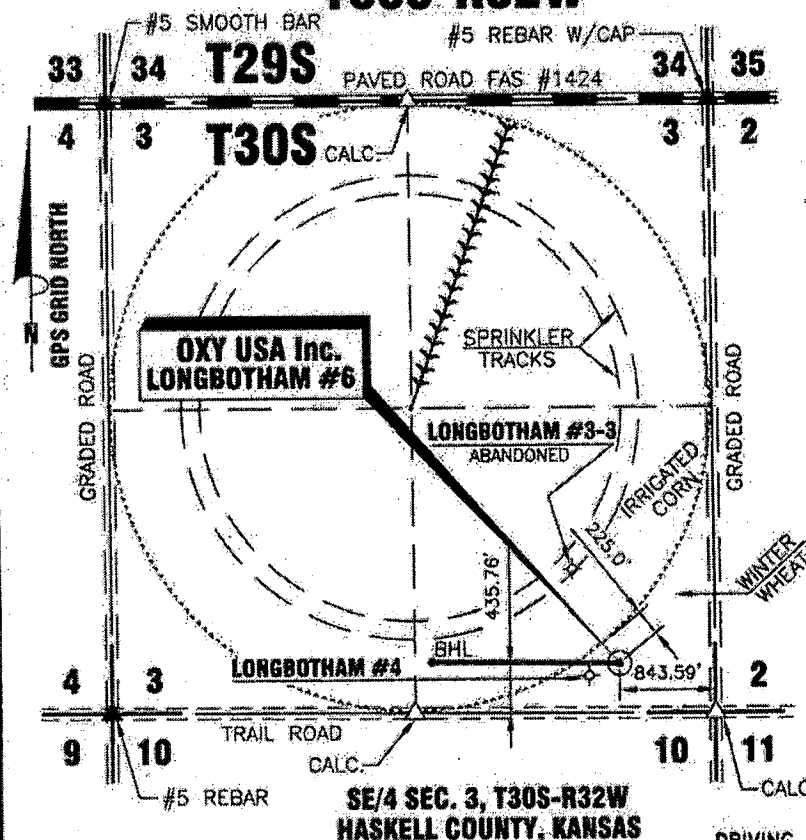 #5 SMOOTH BAR
#5 REBAR W/CAP
33 34 T29S 34 35
PAVED ROAD FAS #1424
4 3 T30S 3 2
CALC.
GPS GRID NORTH
N
OXY USA Inc.
LONGBOTHAM #6
SPRINKLER
TRACKS
GRADED ROAD
GRADED ROAD
LONGBOTHAM #3-3
ABANDONED
IRRIGATED
CORN
225.0'
WINTER
WHEAT
435.76'
BHL
LONGBOTHAM #4
843.59'
4 3 2
TRAIL ROAD
9 10 10 11
CALC.
CALC
#5 REBAR
SE/4 SEC. 3, T30S-R32W
HASKELL COUNTY, KANSAS